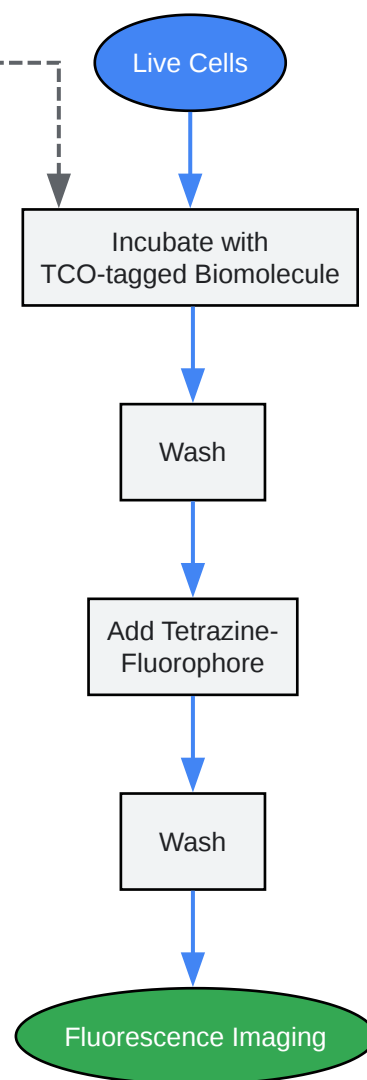 Live Cells
Incubate with
TCO-tagged Biomolecule
Wash
Add Tetrazine-
Fluorophore
Wash
Fluorescence Imaging